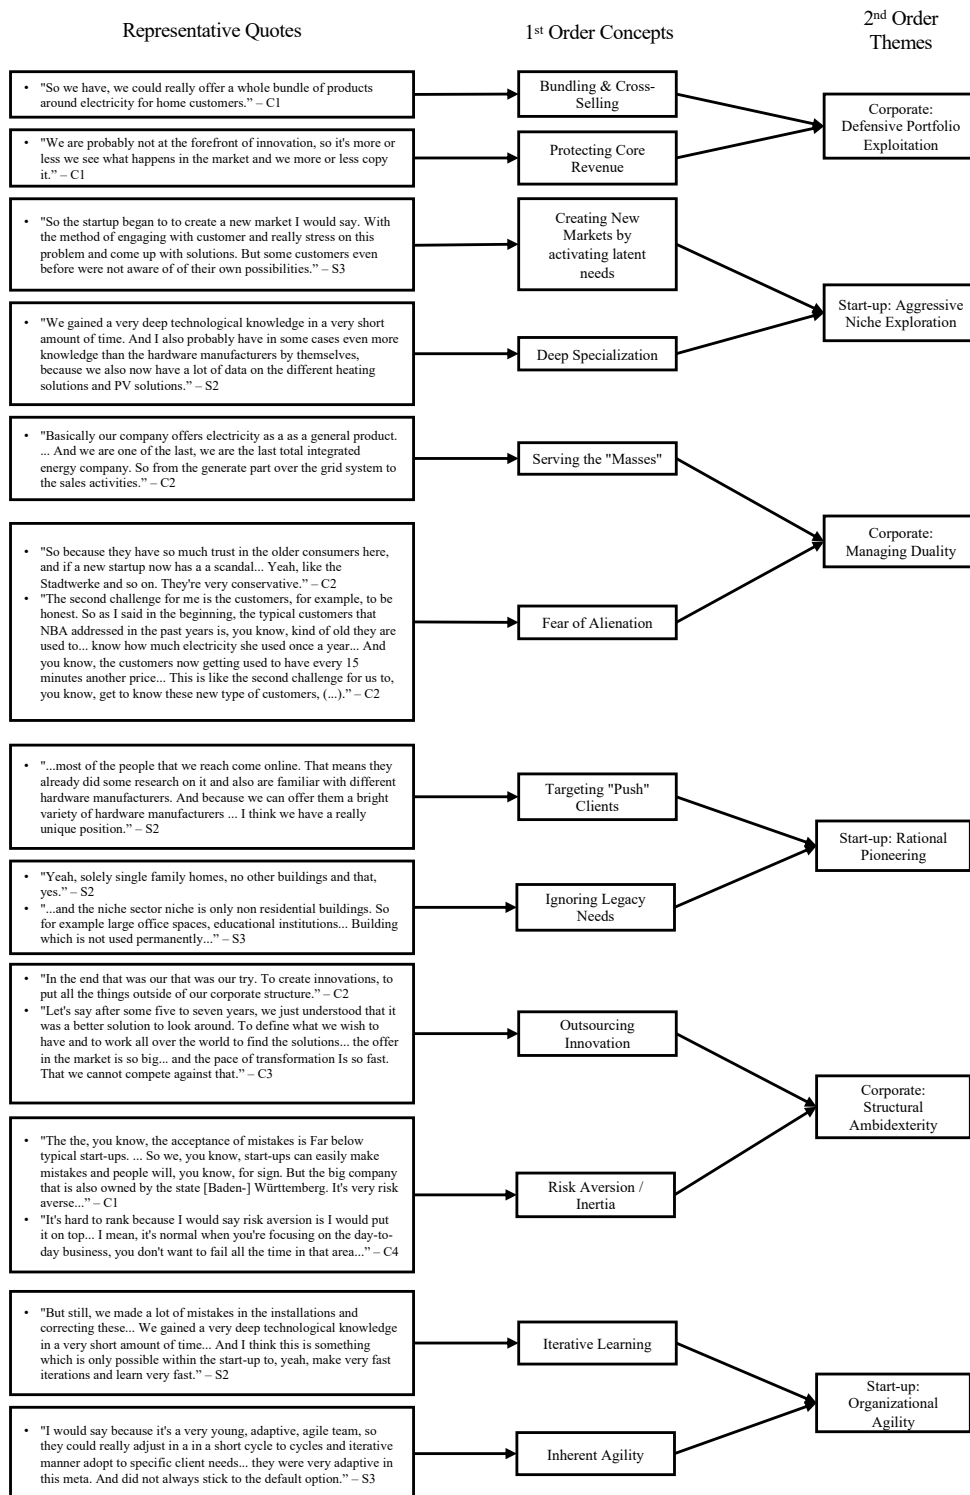 Representative Quotes
1st Order Concepts
2nd Order
Themes
• "So we have, we could really offer a whole bundle of products
around electricity for home customers.” – C1
Bundling & Cross-
Selling
• "We are probably not at the forefront of innovation, so it's more or
less we see what happens in the market and we more or less copy
it.” – C1
Protecting Core
Revenue
Corporate:
Defensive Portfolio
Exploitation
• "So the startup began to to create a new market I would say. With
the method of engaging with customer and really stress on this
problem and come up with solutions. But some customers even
before were not aware of of their own possibilities.” – S3
Creating New
Markets by
activating latent
needs
• "We gained a very deep technological knowledge in a very short
amount of time. And I also probably have in some cases even more
knowledge than the hardware manufacturers by themselves,
because we also now have a lot of data on the different heating
solutions and PV solutions.” – S2
Deep Specialization
Start-up: Aggressive
Niche Exploration
• "Basically our company offers electricity as a as a general product.
... And we are one of the last, we are the last total integrated
energy company. So from the generate part over the grid system to
the sales activities.” – C2
Serving the "Masses"
• "So because they have so much trust in the older consumers here,
and if a new startup now has a a scandal... Yeah, like the
Stadtwerke and so on. They're very conservative.” – C2
• "The second challenge for me is the customers, for example, to be
honest. So as I said in the beginning, the typical customers that
NBA addressed in the past years is, you know, kind of old they are
used to... know how much electricity she used once a year... And
you know, the customers now getting used to have every 15
minutes another price... This is like the second challenge for us to,
you know, get to know these new type of customers, (...).” – C2
Fear of Alienation
Corporate:
Managing Duality
• "...most of the people that we reach come online. That means they
already did some research on it and also are familiar with different
hardware manufacturers. And because we can offer them a bright
variety of hardware manufacturers ... I think we have a really
unique position.” – S2
Targeting "Push"
Clients
• "Yeah, solely single family homes, no other buildings and that,
yes.” – S2
• "...and the niche sector niche is only non residential buildings. So
for example large office spaces, educational institutions... Building
which is not used permanently...” – S3
Ignoring Legacy
Needs
Start-up: Rational
Pioneering
• "In the end that was our that was our try. To create innovations, to
put all the things outside of our corporate structure.” – C2
• "Let's say after some five to seven years, we just understood that it
was a better solution to look around. To define what we wish to
have and to work all over the world to find the solutions... the offer
in the market is so big... and the pace of transformation Is so fast.
That we cannot compete against that.” – C3
Outsourcing
Innovation
• "The the, you know, the acceptance of mistakes is Far below
typical start-ups. ... So we, you know, start-ups can easily make
mistakes and people will, you know, for sign. But the big company
that is also owned by the state [Baden-] Württemberg. It's very risk
averse...” – C1
• "It's hard to rank because I would say risk aversion is I would put
it on top... I mean, it's normal when you're focusing on the day-to-
day business, you don't want to fail all the time in that area...” – C4
Risk Aversion /
Inertia
Corporate:
Structural
Ambidexterity
• "But still, we made a lot of mistakes in the installations and
correcting these... We gained a very deep technological knowledge
in a very short amount of time... And I think this is something
which is only possible within the start-up to, yeah, make very fast
iterations and learn very fast.” – S2
Iterative Learning
• "I would say because it's a very young, adaptive, agile team, so
they could really adjust in a in a short cycle to cycles and iterative
manner adopt to specific client needs... they were very adaptive in
this meta. And did not always stick to the default option.” – S3
Inherent Agility
Start-up:
Organizational
Agility